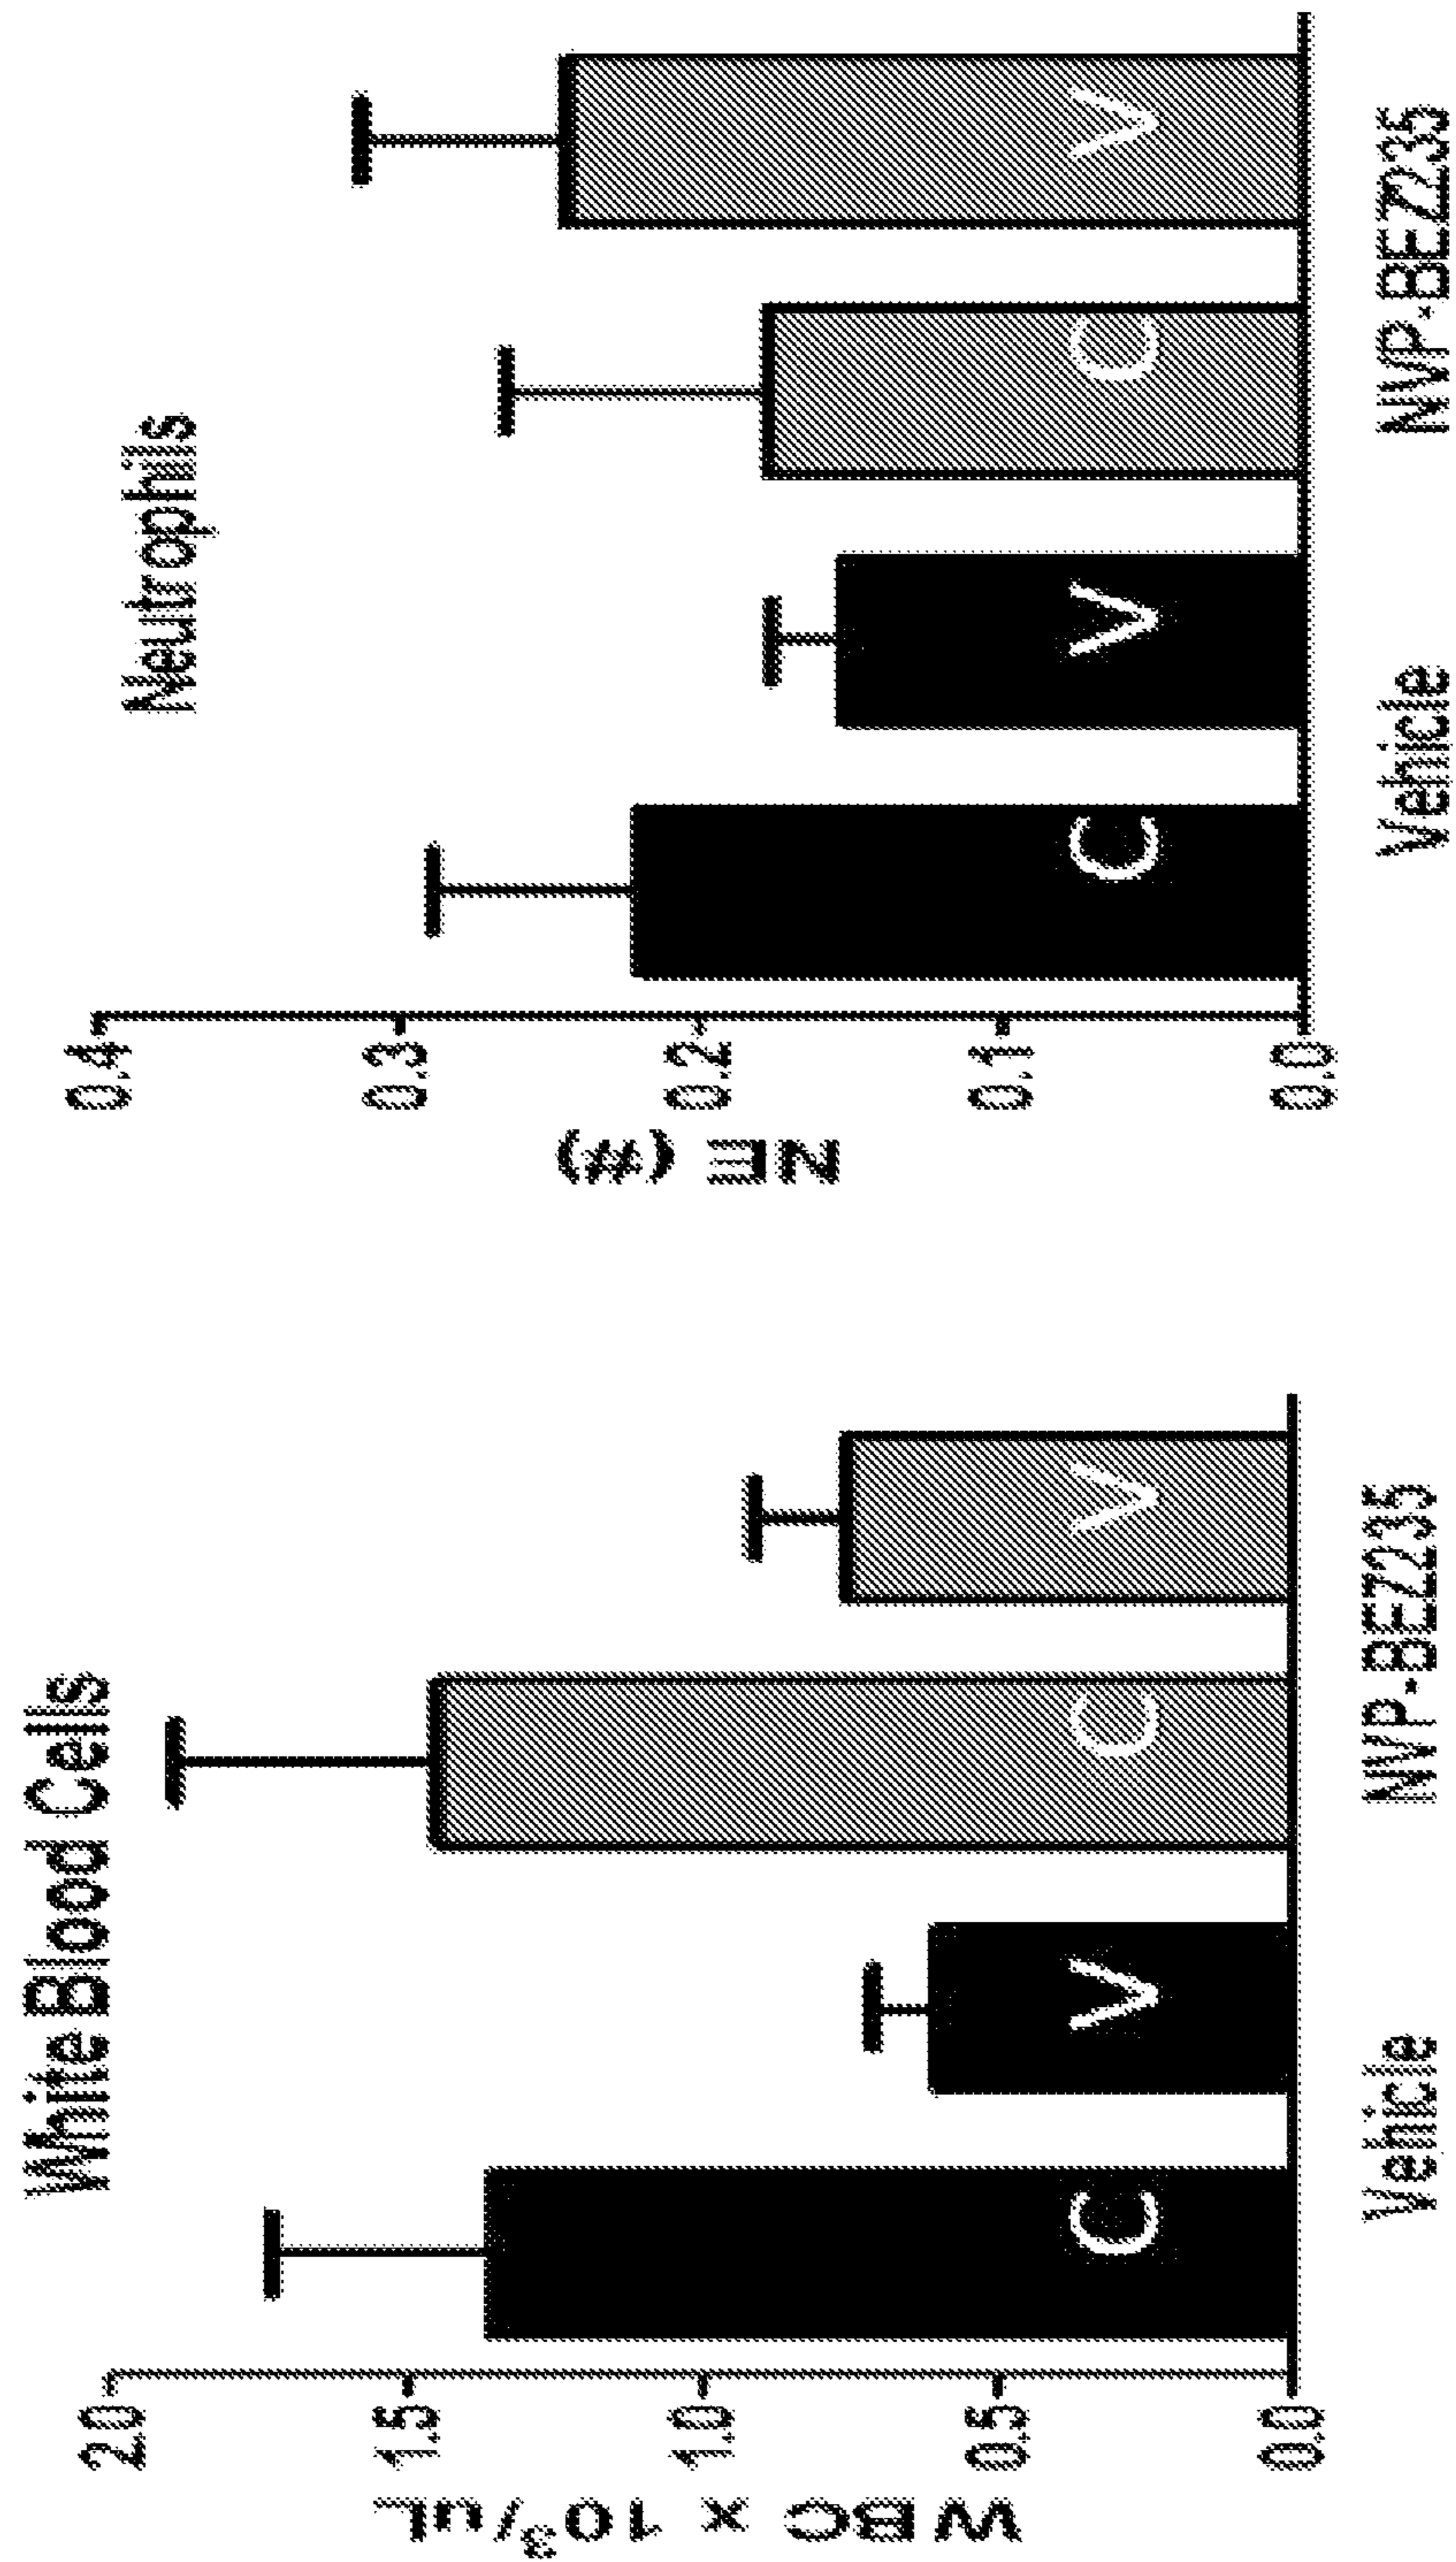 White Blood Cells
WBC x 10³/uL
2.0
1.5
1.0
0.5
0.0
C
V
C
V
Vehicle
NVP-BEZ235
Neutrophils
NE (#)
0.4
0.3
0.2
0.1
0.0
C
V
C
V
Vehicle
NVP-BEZ235